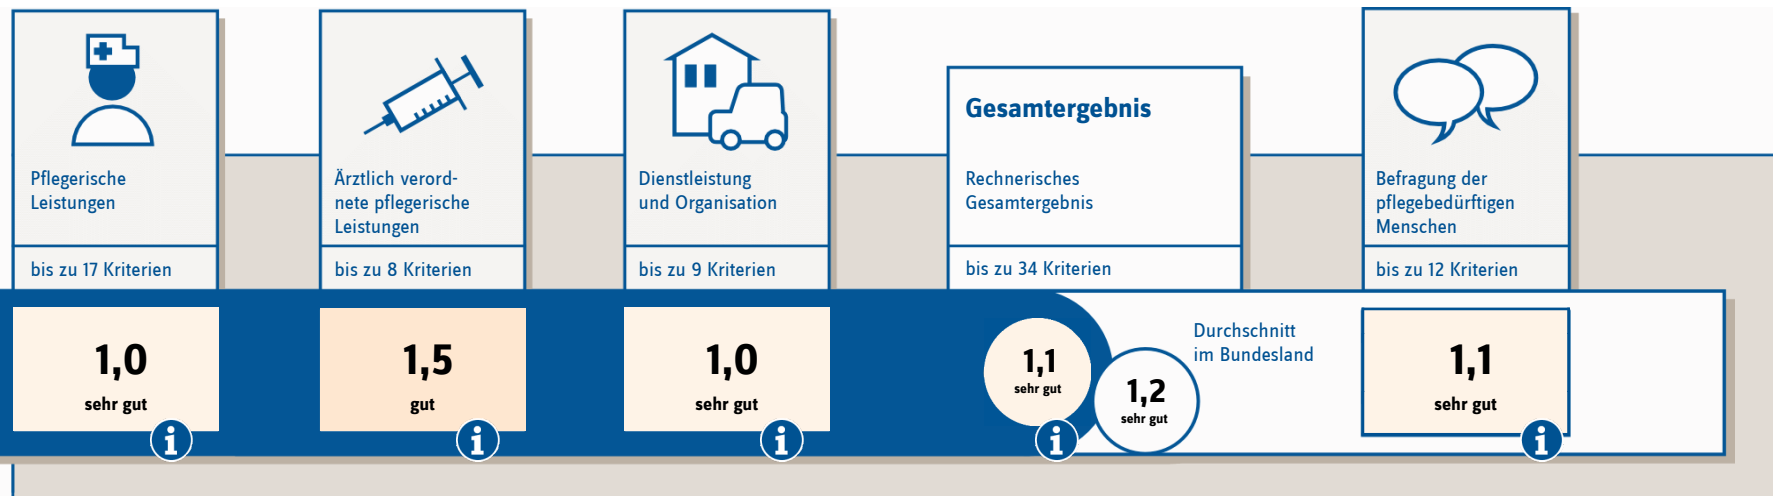 Pflegerische
Leistungen
bis zu 17 Kriterien
1,0
sehr gut
i
Ärztlich verord-
nete pflegerische
Leistungen
bis zu 8 Kriterien
1,5
gut
i
Dienstleistung
und Organisation
bis zu 9 Kriterien
1,0
sehr gut
i
Gesamtergebnis
Rechnerisches
Gesamtergebnis
bis zu 34 Kriterien
1,1
sehr gut
i
1,2
sehr gut
Durchschnitt
im Bundesland
Befragung der
pflegebedürftigen
Menschen
bis zu 12 Kriterien
1,1
sehr gut
i